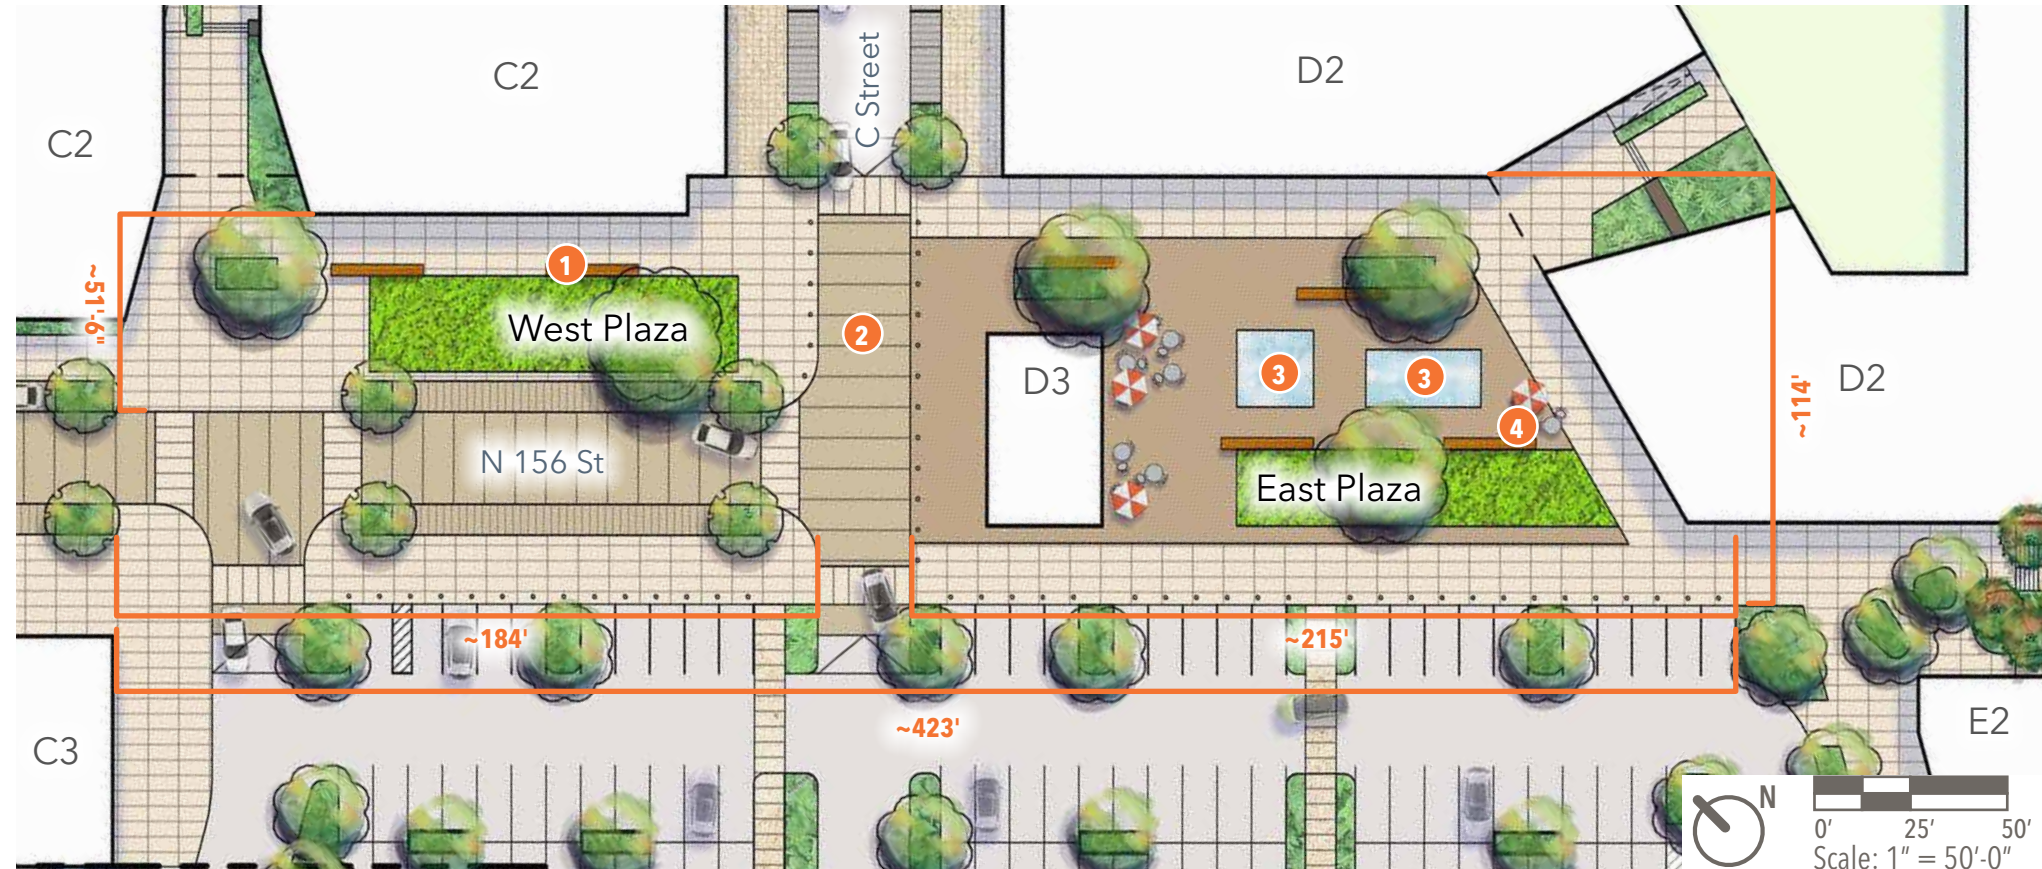 C2
D2
C Street
C2
~51'-6"
1
West Plaza
2
D3
3
3
D2
~114'
4
N 156 St
East Plaza
~184'
~215'
~423'
C3
E2
N
0' 25' 50'
Scale: 1" = 50'-0"